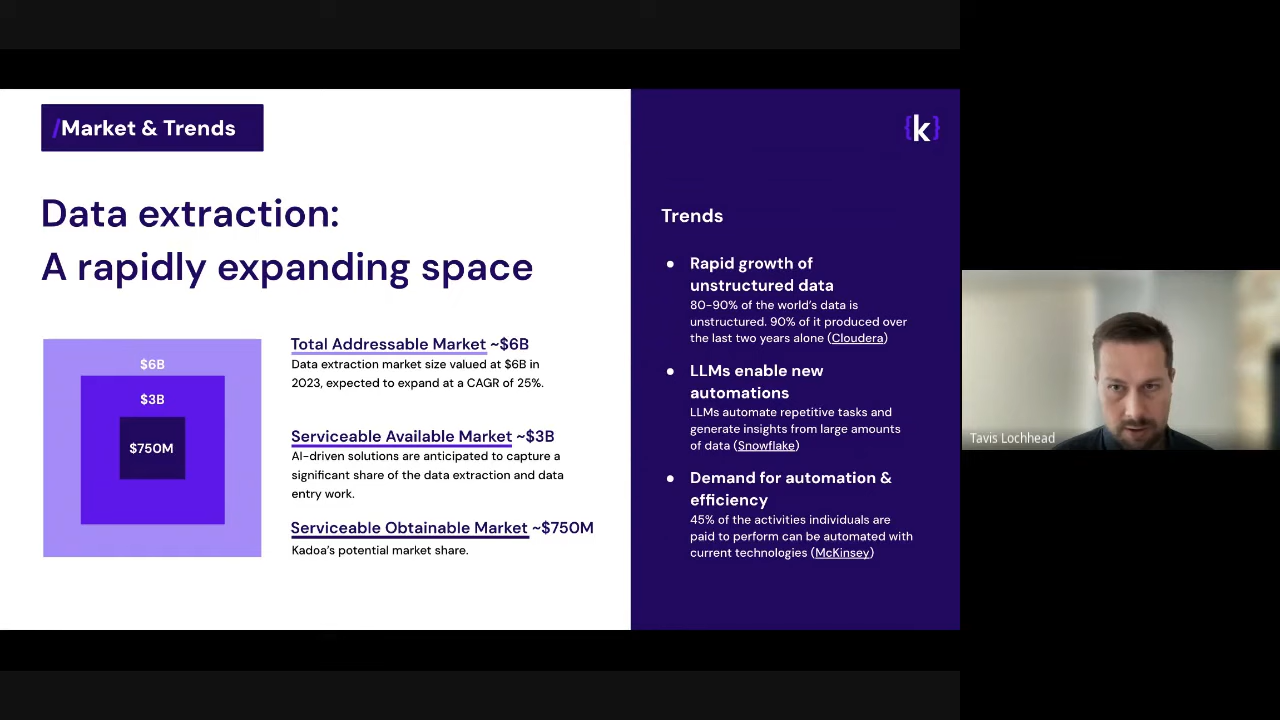 /Market & Trends
{k}
Data extraction:
A rapidly expanding space
$6B
$3B
$750M
Total Addressable Market ~$6B
Data extraction market size valued at $6B in
2023, expected to expand at a CAGR of 25%.
Serviceable Available Market ~$3B
AI-driven solutions are anticipated to capture a
significant share of the data extraction and data
entry work.
Serviceable Obtainable Market ~$750M
Kadoa's potential market share.
Trends
● Rapid growth of
unstructured data
80-90% of the world's data is
unstructured. 90% of it produced over
the last two years alone (Cloudera)
● LLMs enable new
automations
LLMs automate repetitive tasks and
generate insights from large amounts
of data (Snowflake)
● Demand for automation &
efficiency
45% of the activities individuals are
paid to perform can be automated with
current technologies (McKinsey)
Tavis Lochhead